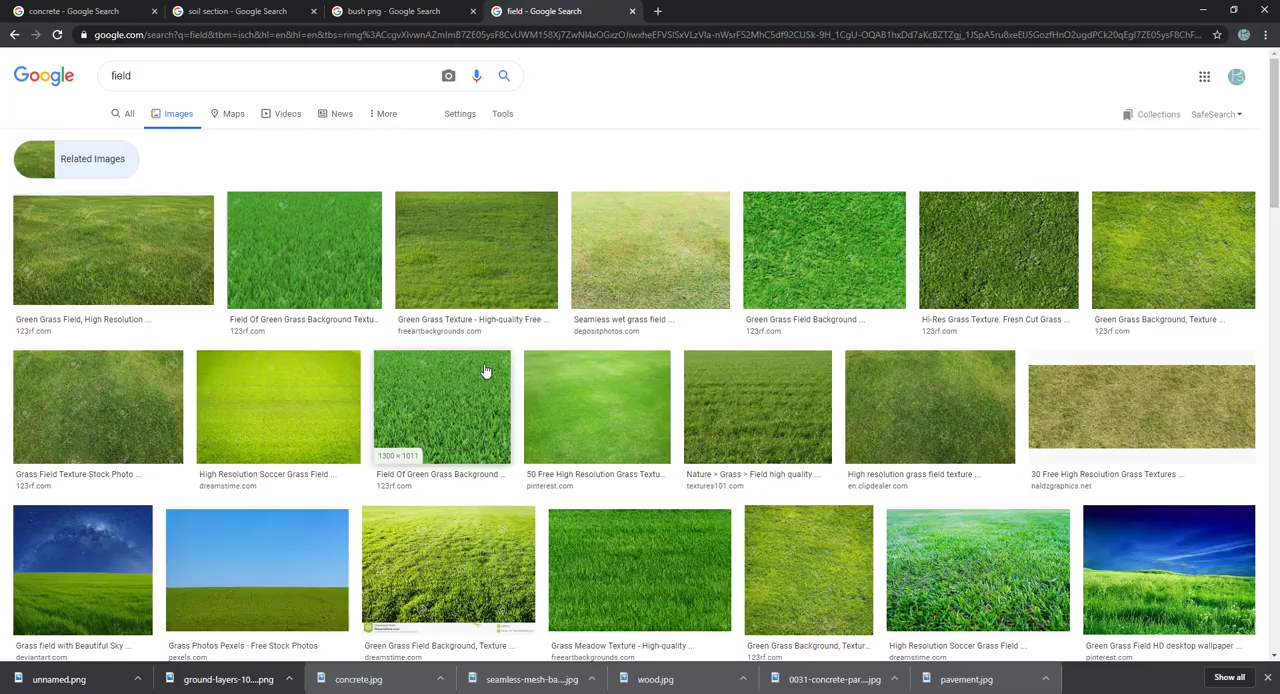 concrete - Google Search
soil section - Google Search
bush png - Google Search
field - Google Search
Google
field
All
Images
Maps
Videos
News
More
Settings
Tools
Collections
SafeSearch
Related Images
Green Grass Field, High Resolution ...
123rf.com
Field Of Green Grass Background Textu...
123rf.com
Green Grass Texture - High-quality Free ...
freeartbackgrounds.com
Seamless wet grass field ...
depositphotos.com
Green Grass Field Background ...
123rf.com
Hi-Res Grass Texture. Fresh Cut Grass ...
123rf.com
Green Grass Background, Texture ...
123rf.com
1300 × 1011
Grass Field Texture Stock Photo ...
123rf.com
High Resolution Soccer Grass Field ...
dreamstime.com
Field Of Green Grass Background ...
123rf.com
50 Free High Resolution Grass Textu...
pinterest.com
Nature > Grass > Field high quality ...
textures101.com
High resolution grass field texture ...
en.clipdealer.com
30 Free High Resolution Grass Textures ...
naldzgraphics.net
Grass field with Beautiful Sky ...
deviantart.com
Grass Photos Pexels · Free Stock Photos
pexels.com
Green Grass Field Background, Texture ...
dreamstime.com
Grass Meadow Texture - High-quality ...
freeartbackgrounds.com
Green Grass Background, Textur...
123rf.com
High Resolution Soccer Grass Field ...
dreamstime.com
Green Grass Field HD desktop wallpaper ...
pinterest.com
unnamed.png
ground-layers-10....png
concrete.jpg
seamless-mesh-ba....jpg
wood.jpg
0031-concrete-par....jpg
pavement.jpg
Show all